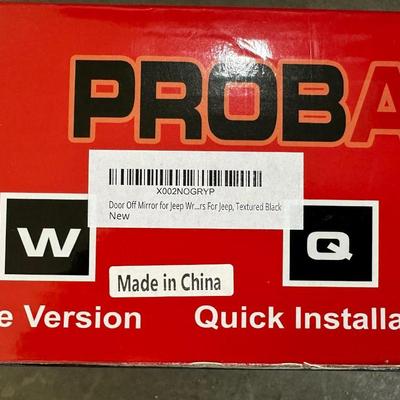 PROBA
X002NOGRYP
Door Off Mirror for Jeep Wr...rs For Jeep, Textured Black
New
W
Q
Made in China
e Version
Quick Installa